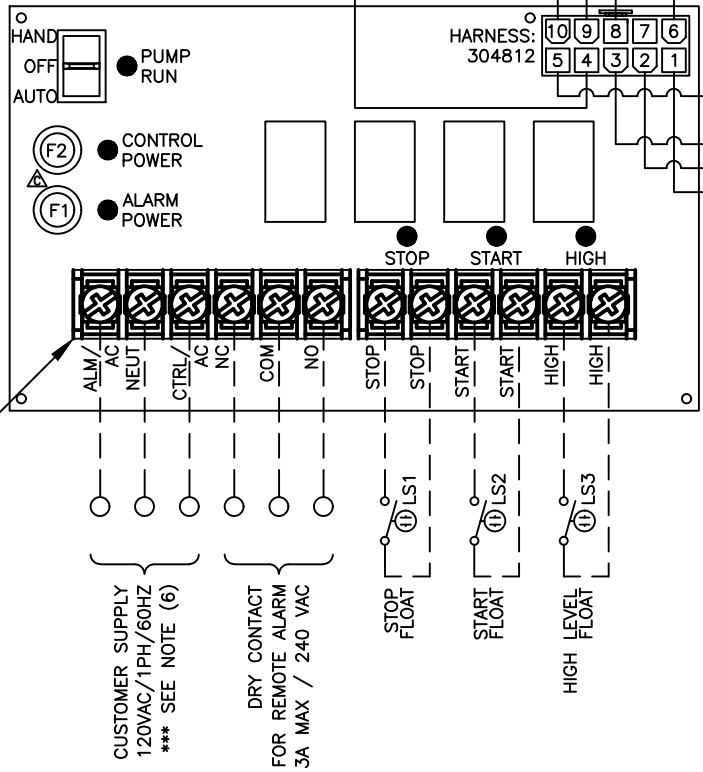 HAND
OFF
AUTO
PUMP
RUN
HARNESS:
304812
10 9 8 7 6
5 4 3 2 1
F2
CONTROL
POWER
C
F1
ALARM
POWER
STOP
START
HIGH
ALM/
AC
NEUT
CTRL/
AC
NC
COM
NO
STOP
STOP
START
START
HIGH
HIGH
LS1
LS2
LS3
CUSTOMER SUPPLY
120VAC/1PH/60HZ
*** SEE NOTE (6)
DRY CONTACT
FOR REMOTE ALARM
3A MAX / 240 VAC
STOP
FLOAT
START
FLOAT
HIGH LEVEL
FLOAT